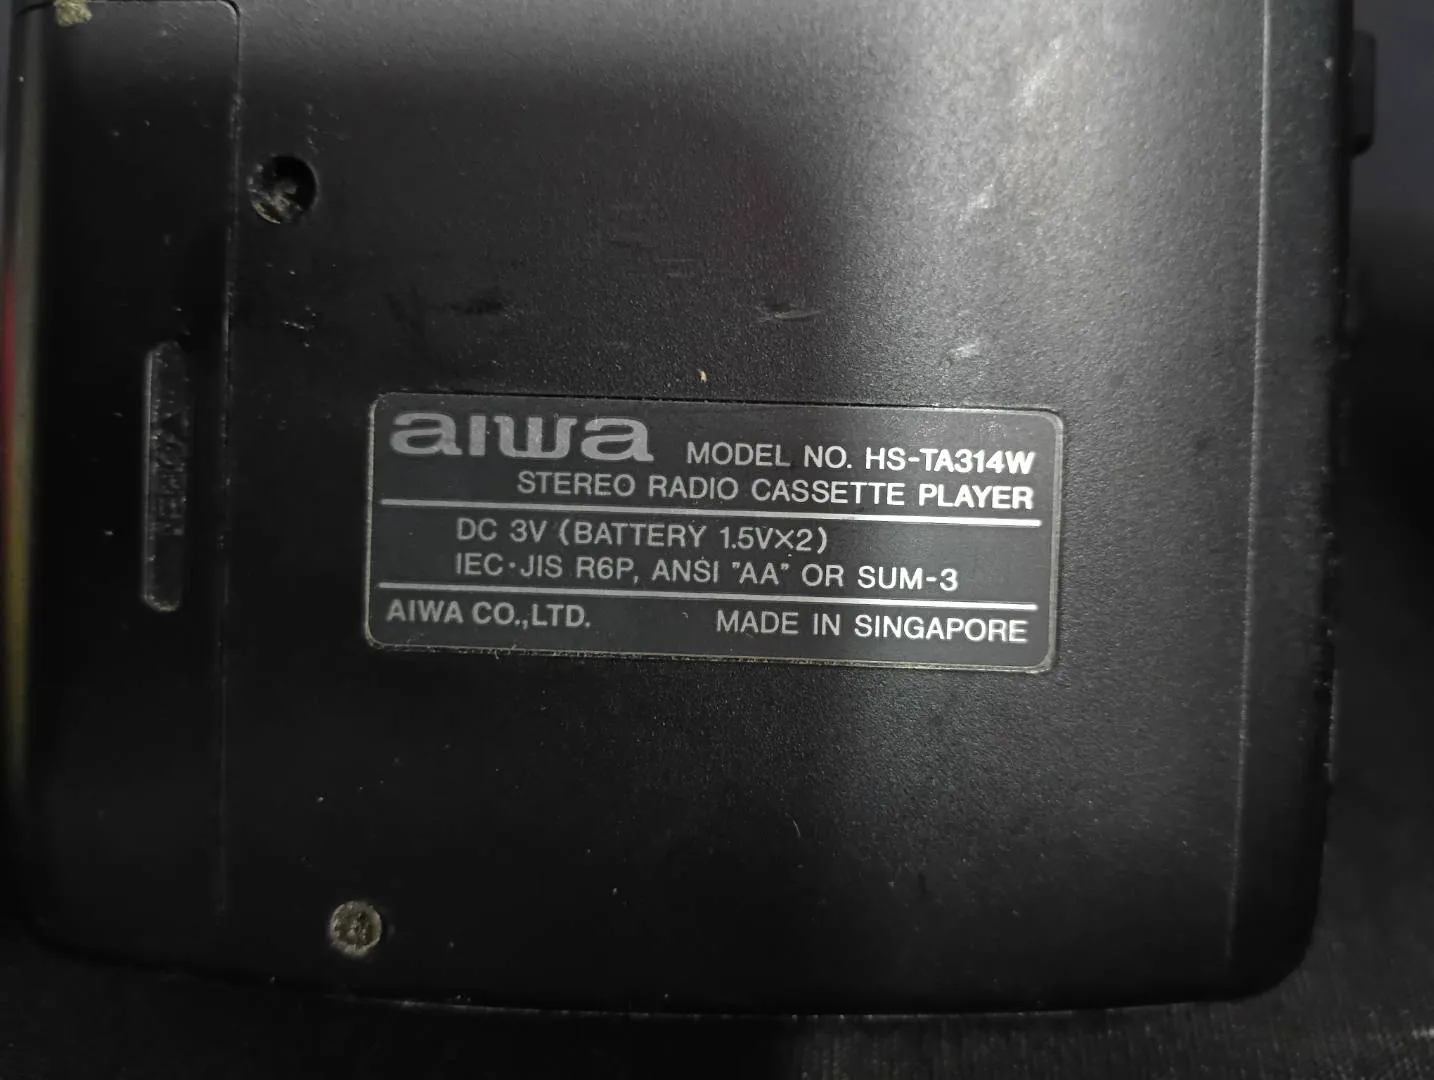 OPEN
aiwa MODEL NO. HS-TA314W
STEREO RADIO CASSETTE PLAYER
DC 3V (BATTERY 1.5V×2)
IEC·JIS R6P, ANSI "AA" OR SUM-3
AIWA CO.,LTD. MADE IN SINGAPORE